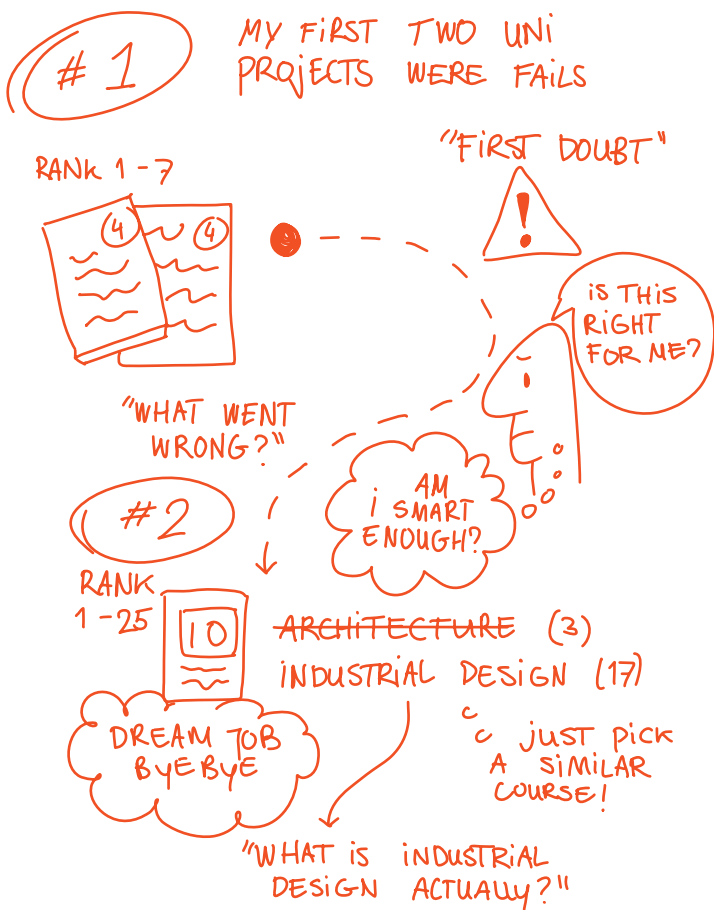 #1
MY FIRST TWO UNI
PROJECTS WERE FAILS
RANK 1-7
4
4
"FIRST DOUBT"
!
IS THIS
RIGHT
FOR ME?
"WHAT WENT
WRONG?"
AM
I SMART
ENOUGH?
#2
RANK
1-25
10
ARCHITECTURE (3)
INDUSTRIAL DESIGN (17)
DREAM JOB
BYEBYE
JUST PICK
A SIMILAR
COURSE!
"WHAT IS INDUSTRIAL
DESIGN ACTUALLY?"